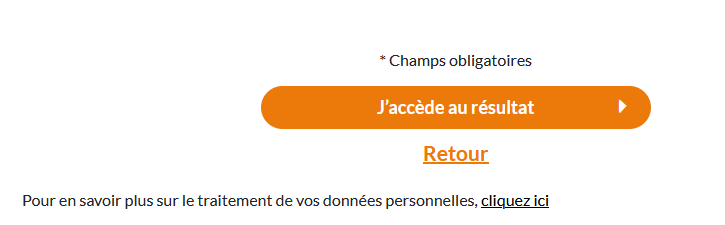 * Champs obligatoires
J’accède au résultat
Retour
Pour en savoir plus sur le traitement de vos données personnelles, cliquez ici